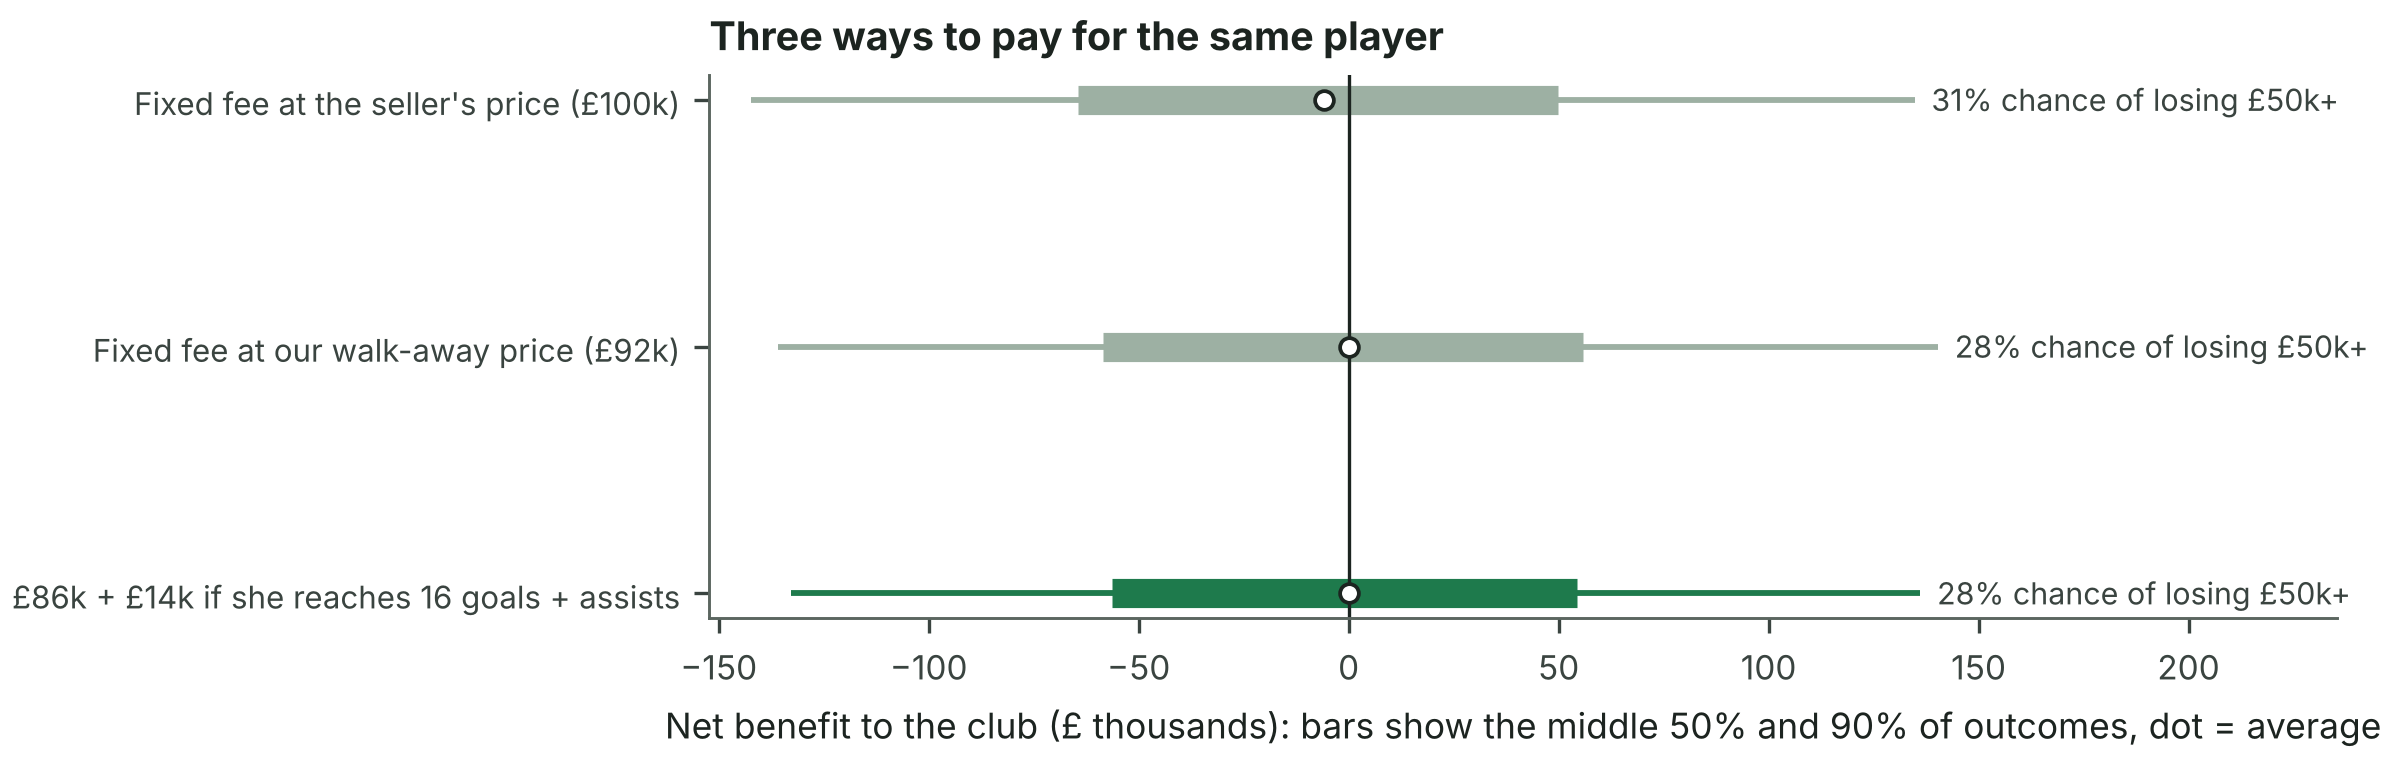 Three ways to pay for the same player
Fixed fee at the seller's price (£100k)
31% chance of losing £50k+
Fixed fee at our walk-away price (£92k)
28% chance of losing £50k+
£86k + £14k if she reaches 16 goals + assists
28% chance of losing £50k+
−150 −100 −50 0 50 100 150 200
Net benefit to the club (£ thousands): bars show the middle 50% and 90% of outcomes, dot = average